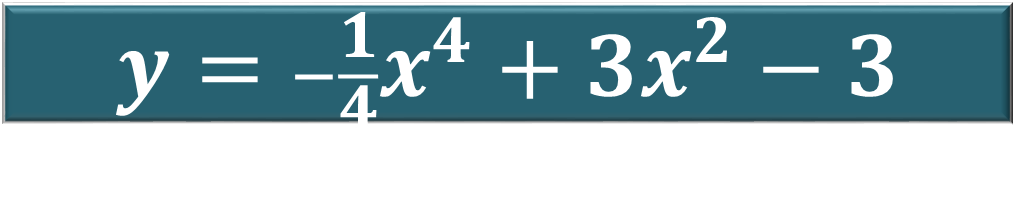 y = −¼x⁴ + 3x² − 3